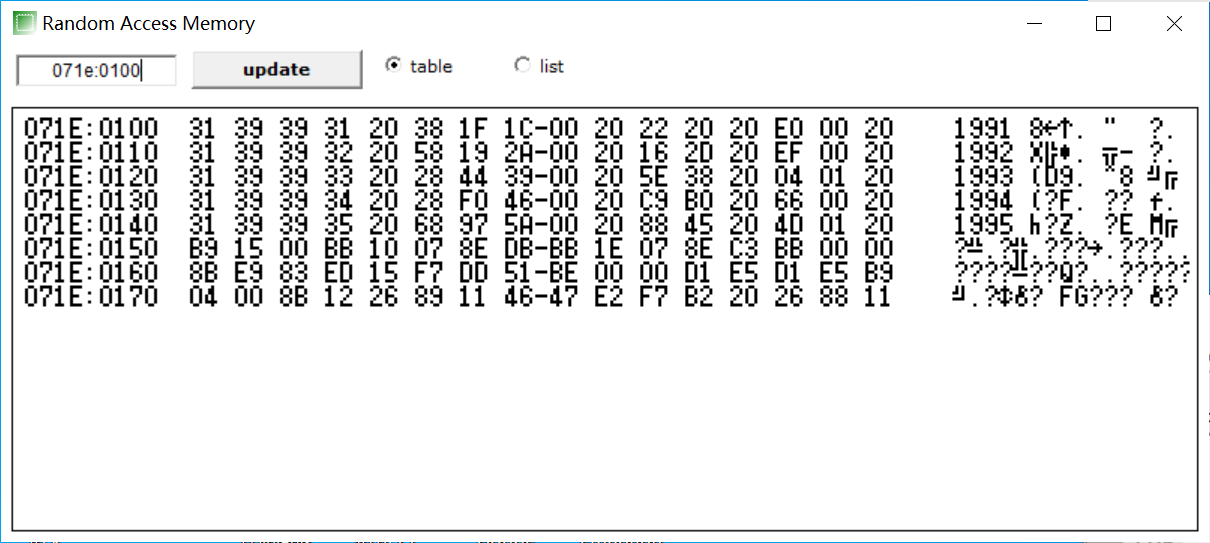 Random Access Memory
071e:0100 update table list
071E:0100 31 39 39 31 20 38 1F 1C-00 20 22 20 20 E0 00 20 1991 8←↑. " ?.
071E:0110 31 39 39 32 20 58 19 2A-00 20 16 2D 20 EF 00 20 1992 X
071E:0120 31 39 39 33 20 28 44 39-00 20 5E 38 20 04 01 20 1993 (D9.
071E:0130 31 39 39 34 20 28 F0 46-00 20 C9 B0 20 66 00 20 1994 (?F. ?? f.
071E:0140 31 39 39 35 20 68 97 5A-00 20 88 45 20 4D 01 20 1995 h?Z. ?E M╔
071E:0150 B9 15 00 BB 10 07 8E DB-BB 1E 07 8E C3 BB 00 00
071E:0160 8B E9 83 ED 15 F7 DD 51-BE 00 00 D1 E5 D1 E5 B9
071E:0170 04 00 8B 12 26 89 11 46-47 E2 F7 B2 20 26 88 11